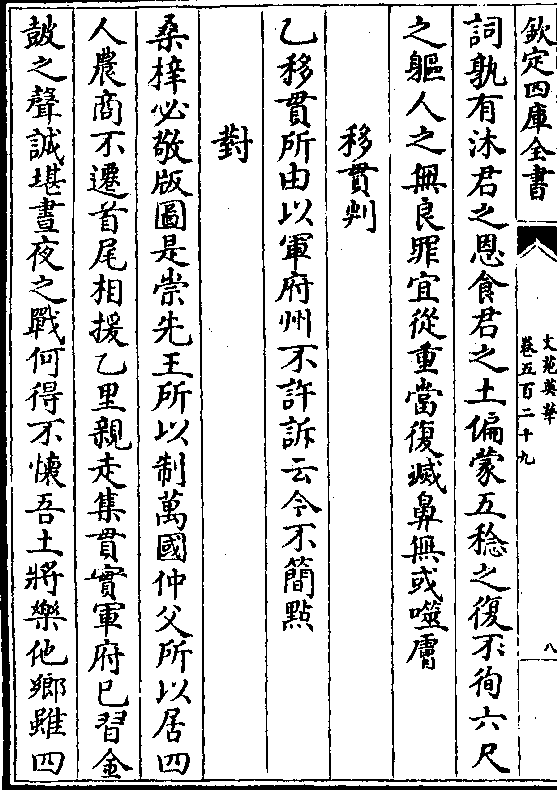 欽定四庫全書
文苑英華
卷五百二十九
八
詞孰有沐君之恩食君之土偏蒙五稔之復不徇六尺
之軀人之無良罪宜從重當復滅鼻無或噬膚
移貫判
乙移貫所由以軍府州不許訴云令不簡點
對
桑梓必敬版圖是崇先王所以制萬國仲父所以居四
人農商不遷首尾相援乙里親走集貫實軍府已習金
鼓之聲誠堪晝夜之戰何得不懷吾土將樂他鄉雖四